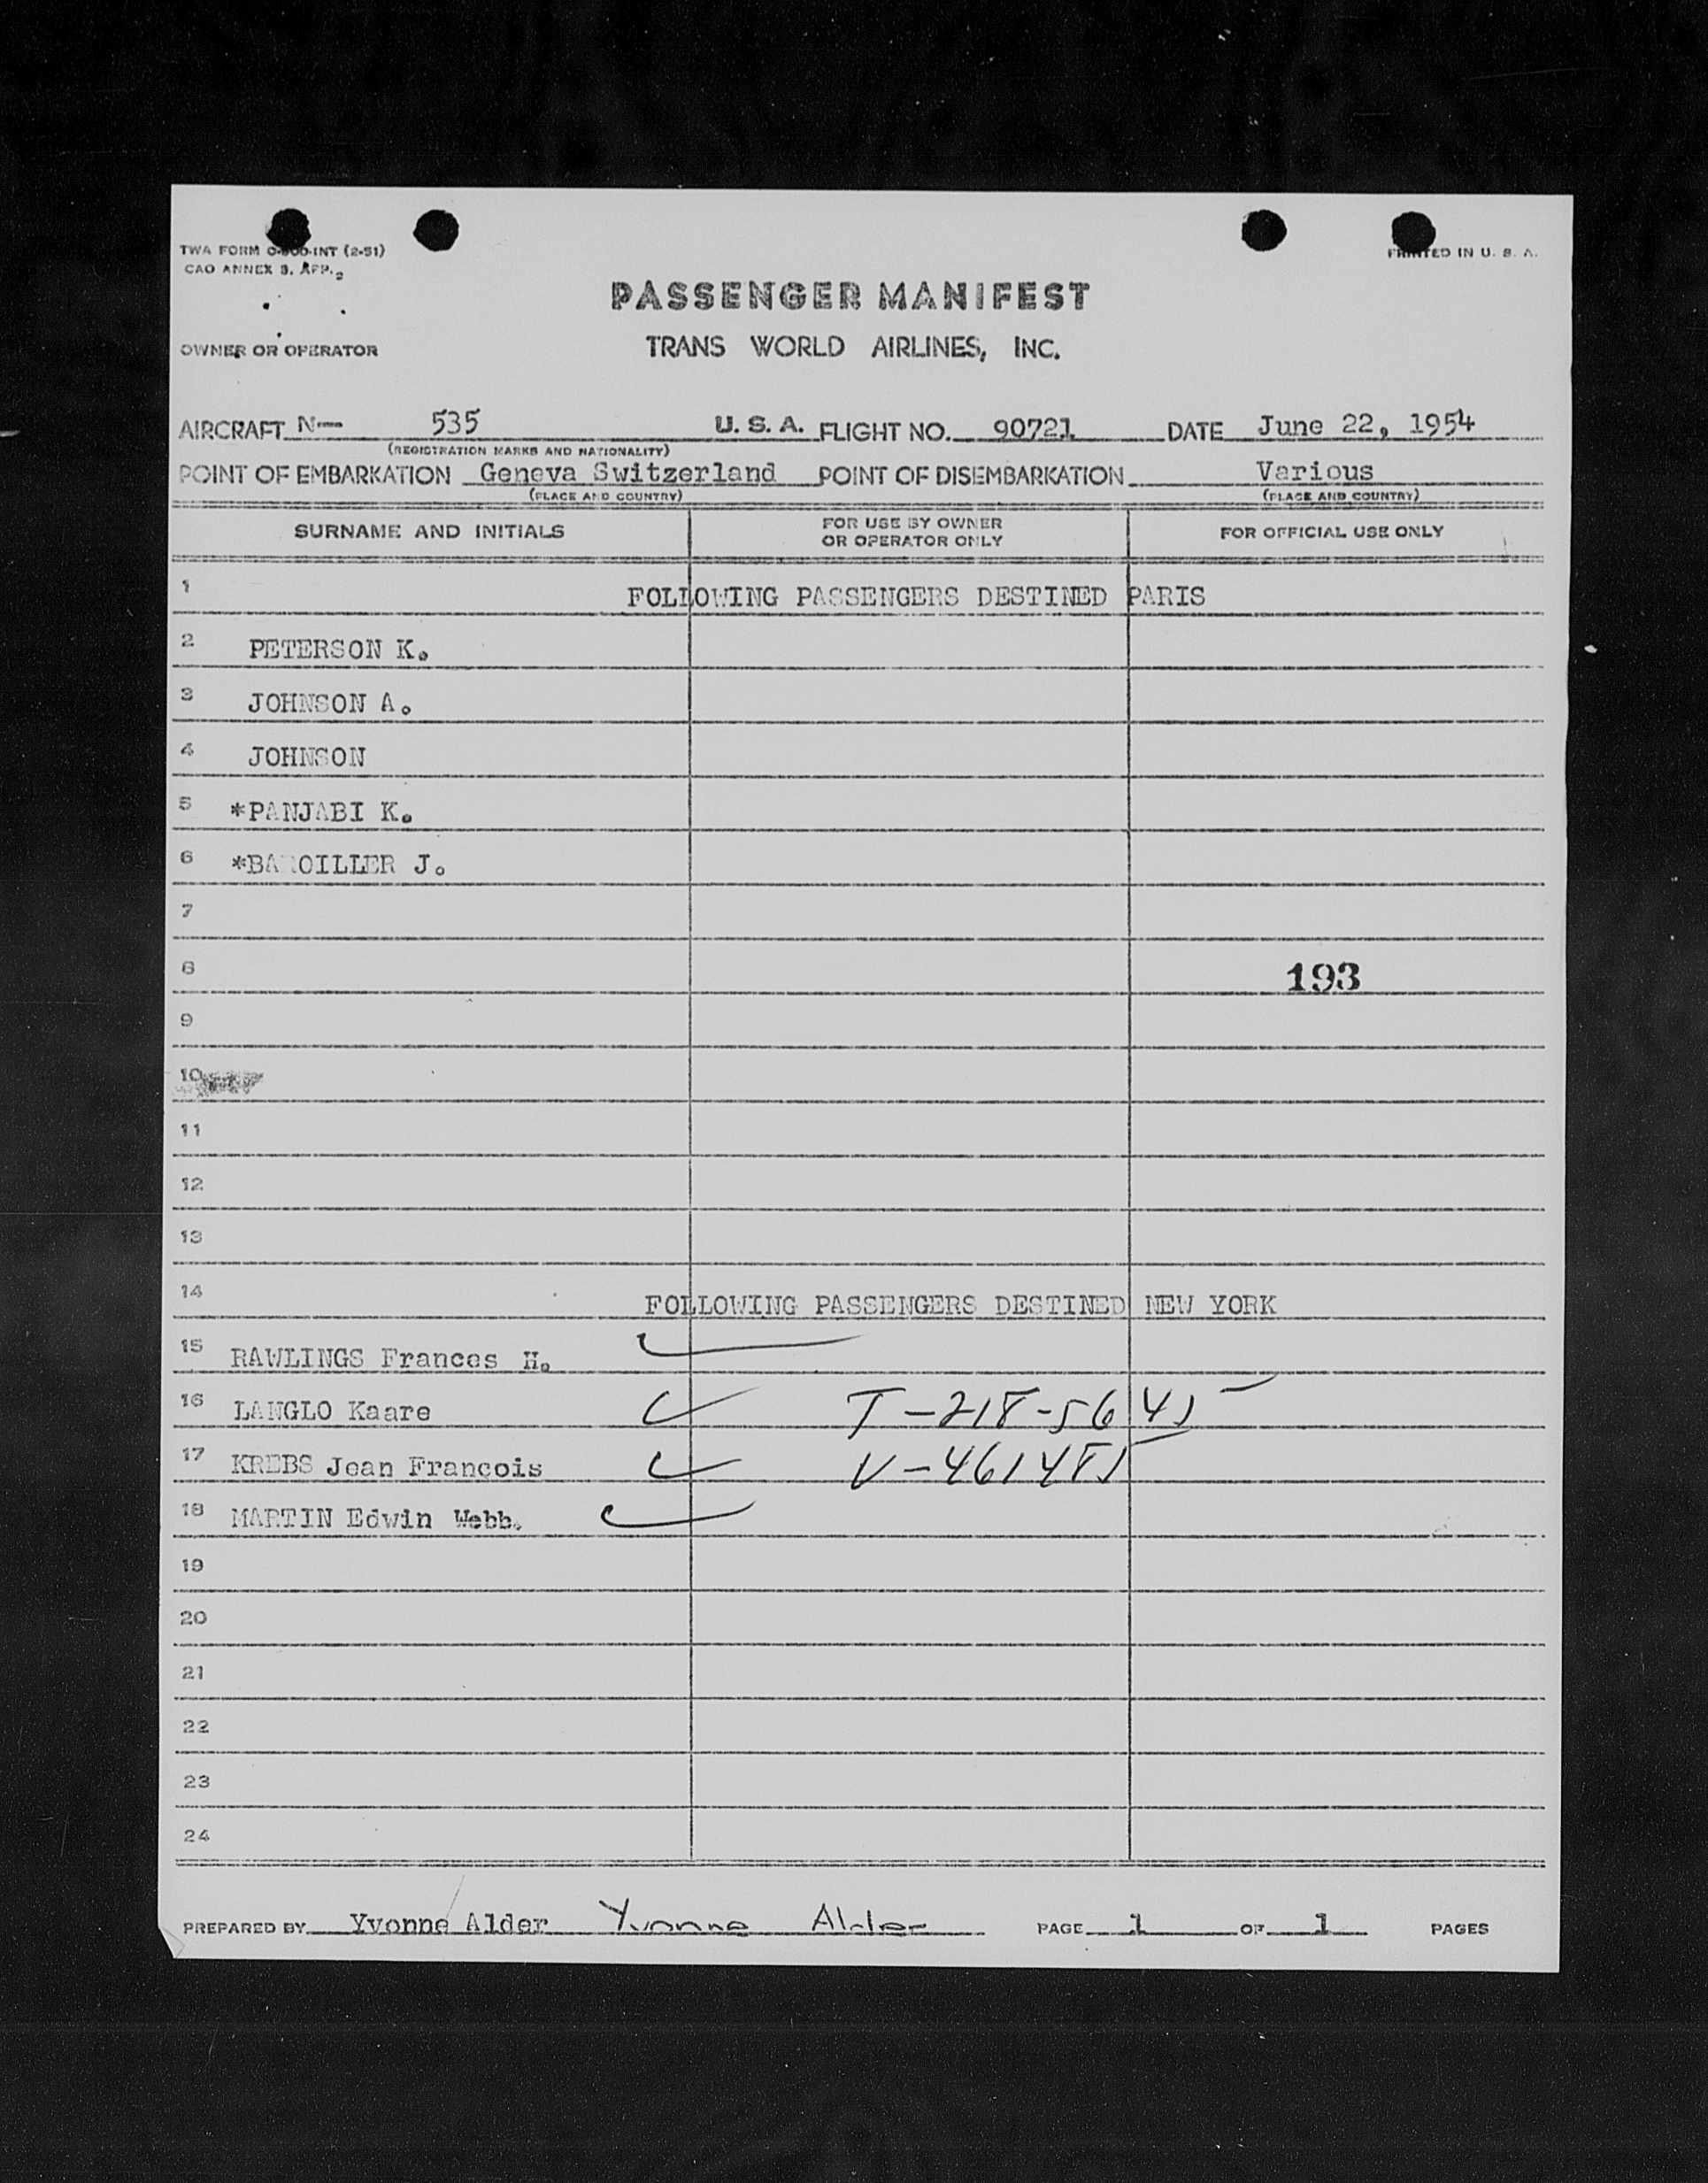 TWA FORM INT (2-51)
PRINTED IN U. S. A.
CAO ANNEX 9, APP. 2
PASSENGER MANIFEST
OWNER OR OPERATOR TRANS WORLD AIRLINES, INC.
AIRCRAFT N— 535 U. S. A. FLIGHT NO. 90721 DATE June 22, 1954
(REGISTRATION MARKS AND NATIONALITY)
POINT OF EMBARKATION Geneva Switzerland POINT OF DISEMBARKATION Various
(PLACE AND COUNTRY) (PLACE AND COUNTRY)
SURNAME AND INITIALS FOR USE BY OWNER OR OPERATOR ONLY FOR OFFICIAL USE ONLY
1 FOLLOWING PASSENGERS DESTINED PARIS
2 PETERSON K.
3 JOHNSON A.
4 JOHNSON
5 *PANJABI K.
6 J.
7
8 193
9
10
11
12
13
14 FOLLOWING PASSENGERS DESTINED NEW YORK
15 RAWLINGS Frances H.
16 LANGLO Kaare
17 KREBS Jean Francois
18 MARTIN Edwin Webb.
19
20
21
22
23
24
PREPARED BY Yvonne Alder Yvonne Alder PAGE 1 OF 1 PAGES